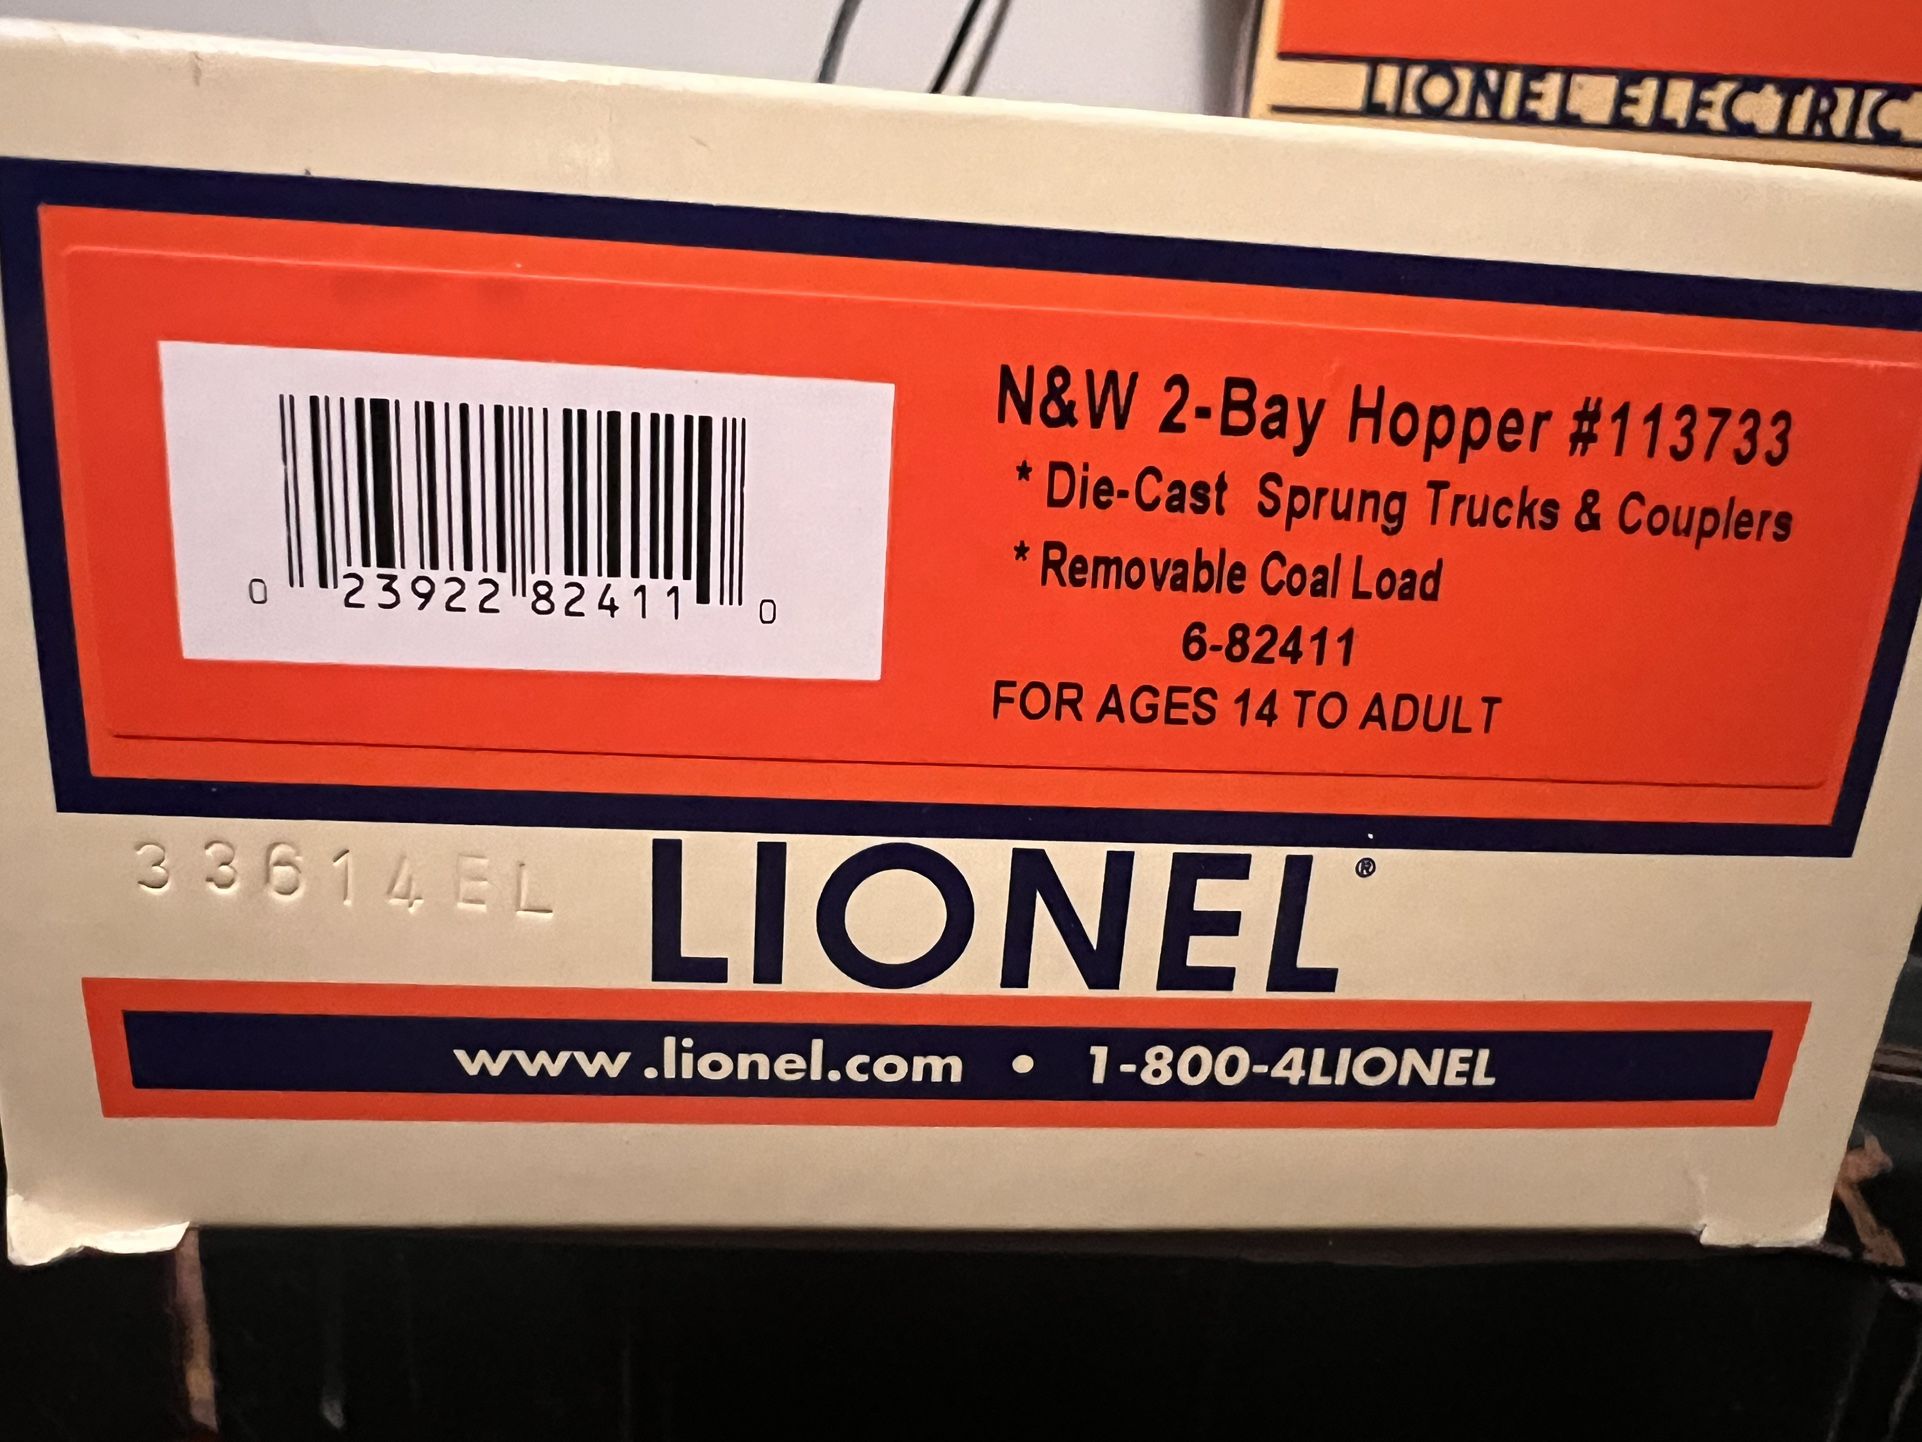 LIONEL ELECTRIC
N&W 2-Bay Hopper #113733
* Die-Cast Sprung Trucks & Couplers
* Removable Coal Load
6-82411
FOR AGES 14 TO ADULT
0 23922 82411 0
33614EL
LIONEL®
www.lionel.com • 1-800-4LIONEL